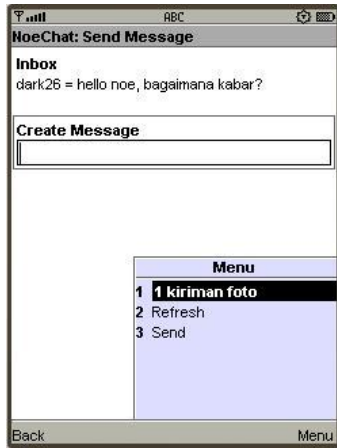 ABC
NoeChat: Send Message
Inbox
dark26 = hello noe, bagaimana kabar?
Create Message
Menu
1 1 kiriman foto
2 Refresh
3 Send
Back Menu